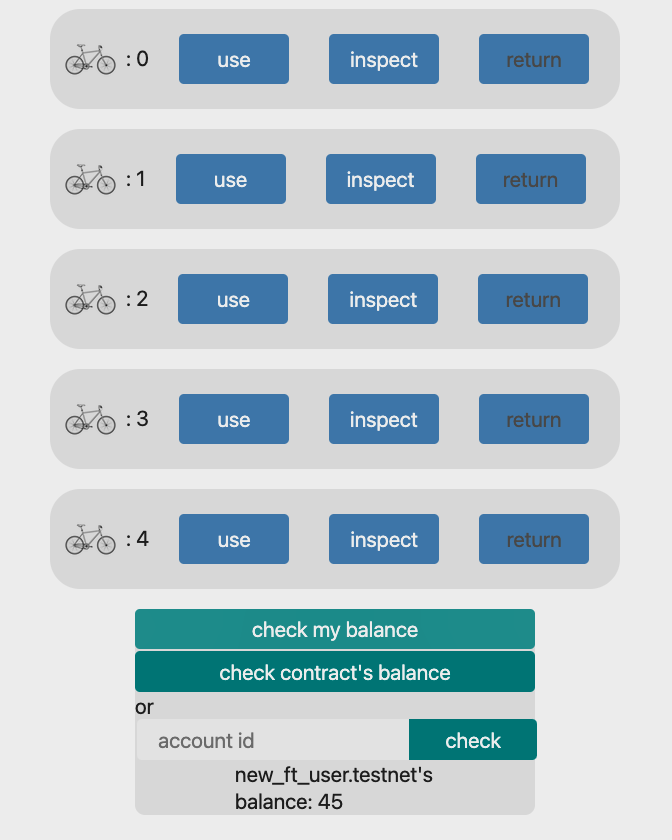 : 0 use inspect return
: 1 use inspect return
: 2 use inspect return
: 3 use inspect return
: 4 use inspect return
check my balance
check contract's balance
or
account id check
new_ft_user.testnet's
balance: 45